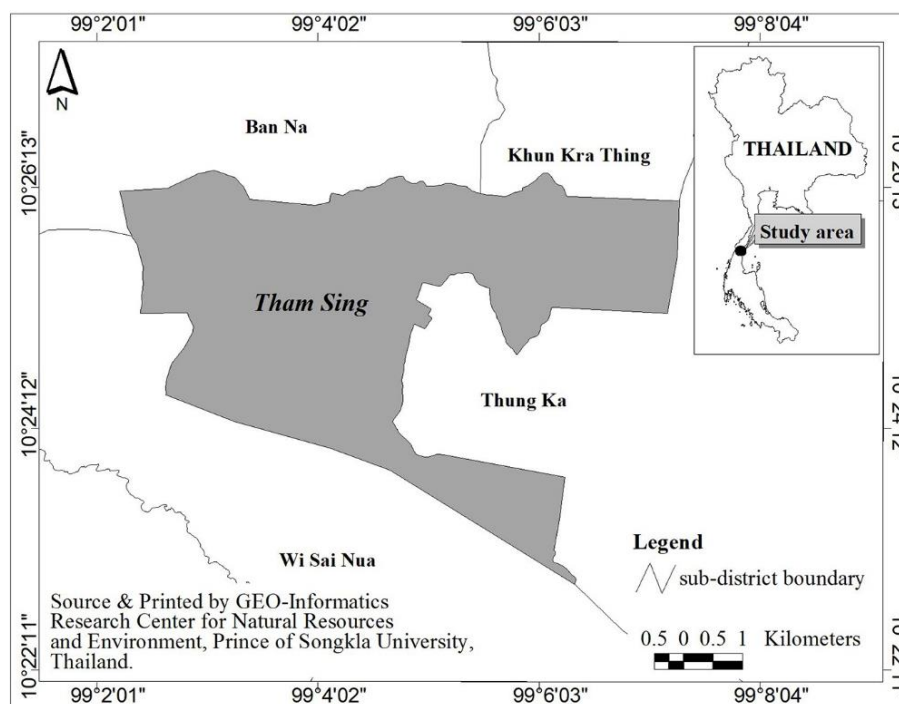 99°2'01" 99°4'02" 99°6'03" 99°8'04"
N
Ban Na
Khun Kra Thing
THAILAND
10°26'13"
Study area
Tham Sing
Thung Ka
10°24'12" 10°24'12"
Wi Sai Nua
Legend
sub-district boundary
Source & Printed by GEO-Informatics
Research Center for Natural Resources
and Environment, Prince of Songkla University,
Thailand.
0.5 0 0.5 1 Kilometers
10°22'11"
99°2'01" 99°4'02" 99°6'03" 99°8'04"